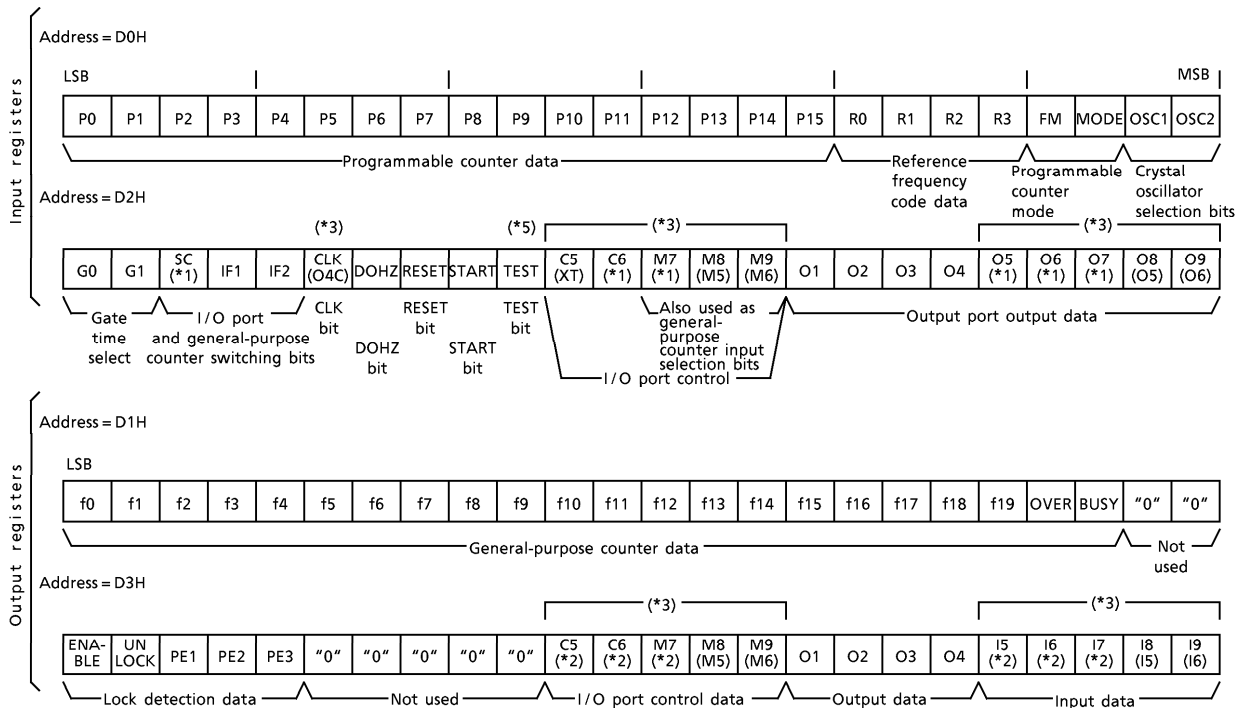 Input registers
Address = D0H
LSB MSB
P0 P1 P2 P3 P4 P5 P6 P7 P8 P9 P10 P11 P12 P13 P14 P15 R0 R1 R2 R3 FM MODE OSC1 OSC2
Programmable counter data
Reference
frequency
code data
Programmable
counter
mode
Crystal
oscillator
selection bits
Address = D2H
(*3) (*5) (*3) (*3)
G0 G1 SC (*1) IF1 IF2 CLK (O4C) DOHZ RESET START TEST C5 (XT) C6 (*1) M7 (*1) M8 (M5) M9 (M6) O1 O2 O3 O4 O5 (*1) O6 (*1) O7 (*1) O8 (O5) O9 (O6)
Gate
time
select
I/O port
and general-purpose
counter switching bits
CLK
bit
DOHZ
bit
RESET
bit
START
bit
TEST
bit
Also used as
general-
purpose
counter input
selection bits
I/O port control
Output port output data
Output registers
Address = D1H
LSB
f0 f1 f2 f3 f4 f5 f6 f7 f8 f9 f10 f11 f12 f13 f14 f15 f16 f17 f18 f19 OVER BUSY "0" "0"
General-purpose counter data
Not
used
Address = D3H
(*3) (*3)
ENA-BLE UN LOCK PE1 PE2 PE3 "0" "0" "0" "0" "0" C5 (*2) C6 (*2) M7 (*2) M8 (M5) M9 (M6) O1 O2 O3 O4 I5 (*2) I6 (*2) I7 (*2) I8 (I5) I9 (I6)
Lock detection data
Not used
I/O port control data
Output data
Input data